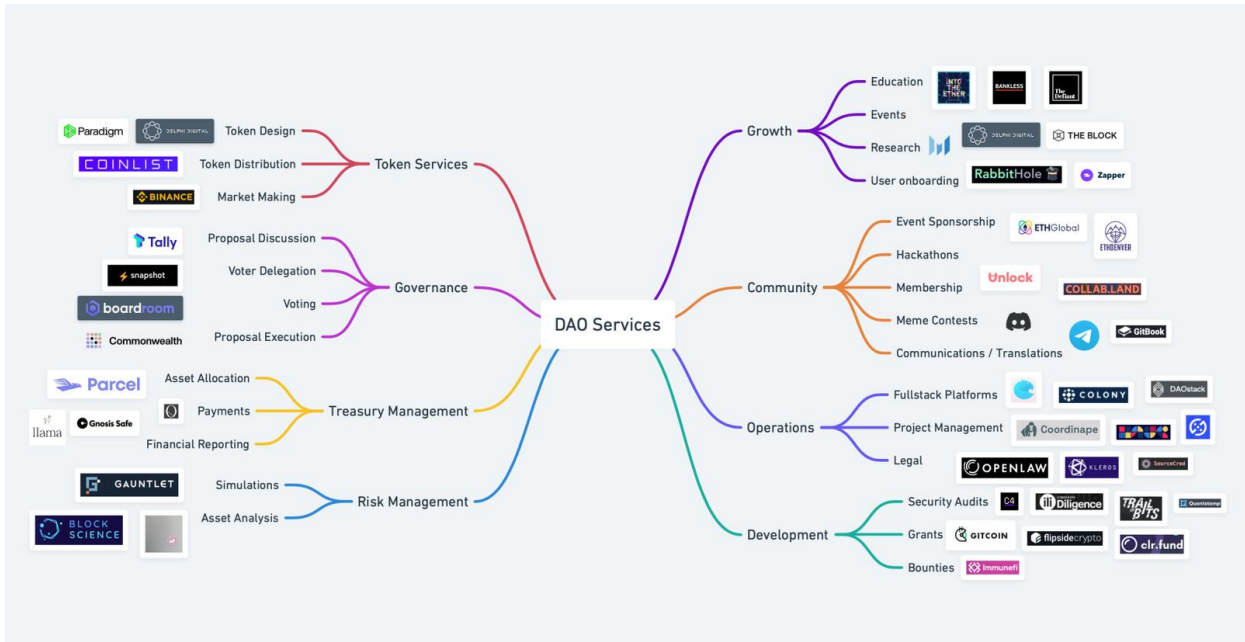 DAO Services
Token Services
Paradigm
DELPHI DIGITAL
Token Design
COINLIST
Token Distribution
BINANCE
Market Making
Governance
Tally
Proposal Discussion
snapshot
Voter Delegation
boardroom
Voting
Commonwealth
Proposal Execution
Treasury Management
Parcel
Asset Allocation
llama
Gnosis Safe
Payments
Financial Reporting
Risk Management
GAUNTLET
Simulations
BLOCK
SCIENCE
Asset Analysis
Growth
Education
INTO
THE
ETHER
BANKLESS
The
Defiant
Events
Research
DELPHI DIGITAL
THE BLOCK
User onboarding
RabbitHole
Zapper
Community
Event Sponsorship
ETHGlobal
ETHDENVER
Hackathons
Membership
Unlock
COLLAB.LAND
Meme Contests
GitBook
Communications / Translations
Operations
Fullstack Platforms
COLONY
DAOstack
Project Management
Coordinape
Legal
OPENLAW
KLEROS
SourceCred
Development
Security Audits
C4
Diligence
TRAIL
OF
BITS
Quantstamp
Grants
GITCOIN
flipsidecrypto
clr.fund
Bounties
Immunefi